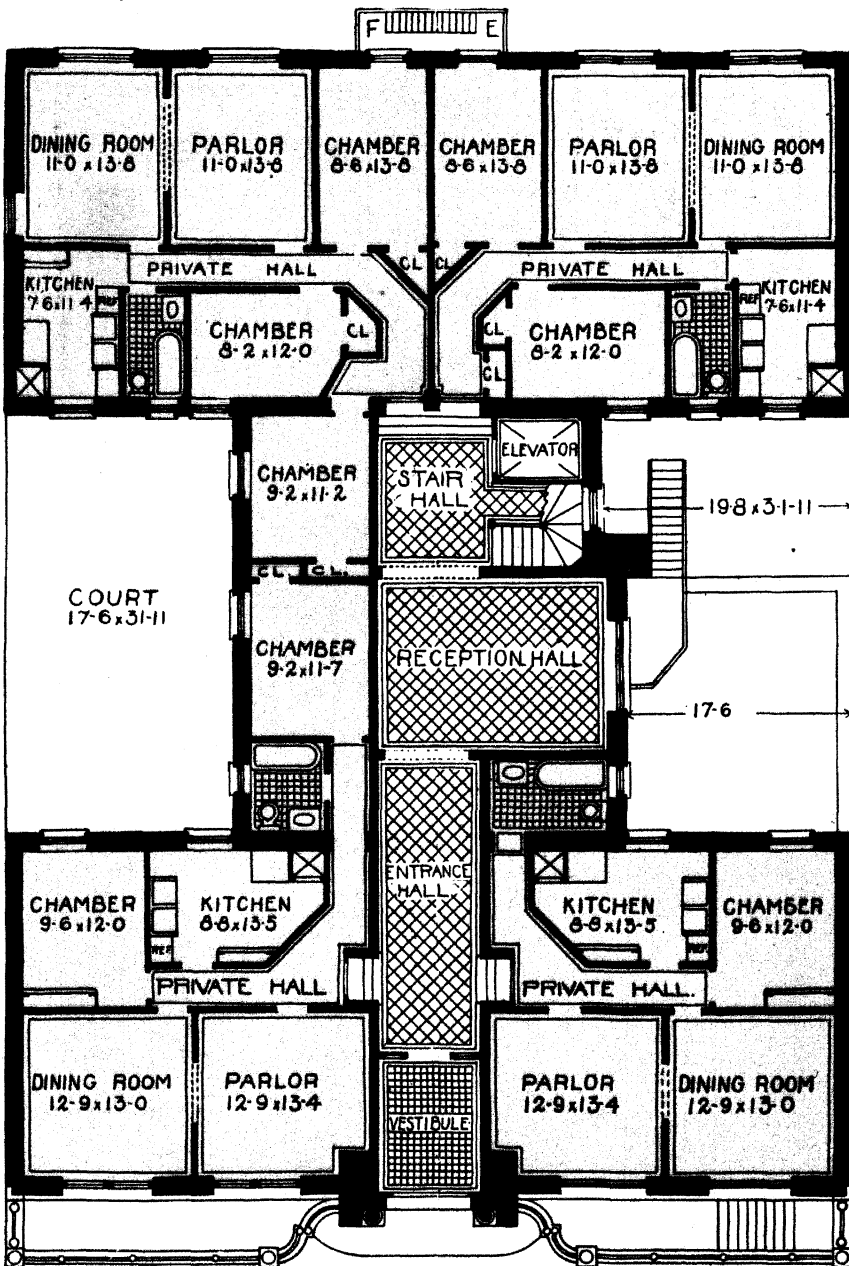 F E
DINING ROOM
11-0 x 13-8
PARLOR
11-0 x 13-8
CHAMBER
8-6 x 13-8
CHAMBER
8-6 x 13-8
PARLOR
11-0 x 13-8
DINING ROOM
11-0 x 13-8
KITCHEN
7-6 x 11-4
REF
PRIVATE HALL
CL
CL
PRIVATE HALL
KITCHEN
7-6 x 11-4
REF
CHAMBER
8-2 x 12-0
CL
CL
CL
CHAMBER
8-2 x 12-0
CHAMBER
9-2 x 11-2
STAIR
HALL
ELEVATOR
19-8 x 31-11
CL.
CL.
COURT
17-6 x 31-11
CHAMBER
9-2 x 11-7
RECEPTION HALL
17-6
CHAMBER
9-6 x 12-0
KITCHEN
8-8 x 13-5
REF
ENTRANCE
HALL.
KITCHEN
8-8 x 13-5
REF
CHAMBER
9-6 x 12-0
PRIVATE HALL
PRIVATE HALL.
DINING ROOM
12-9 x 13-0
PARLOR
12-9 x 13-4
VESTIBULE
PARLOR
12-9 x 13-4
DINING ROOM
12-9 x 13-0